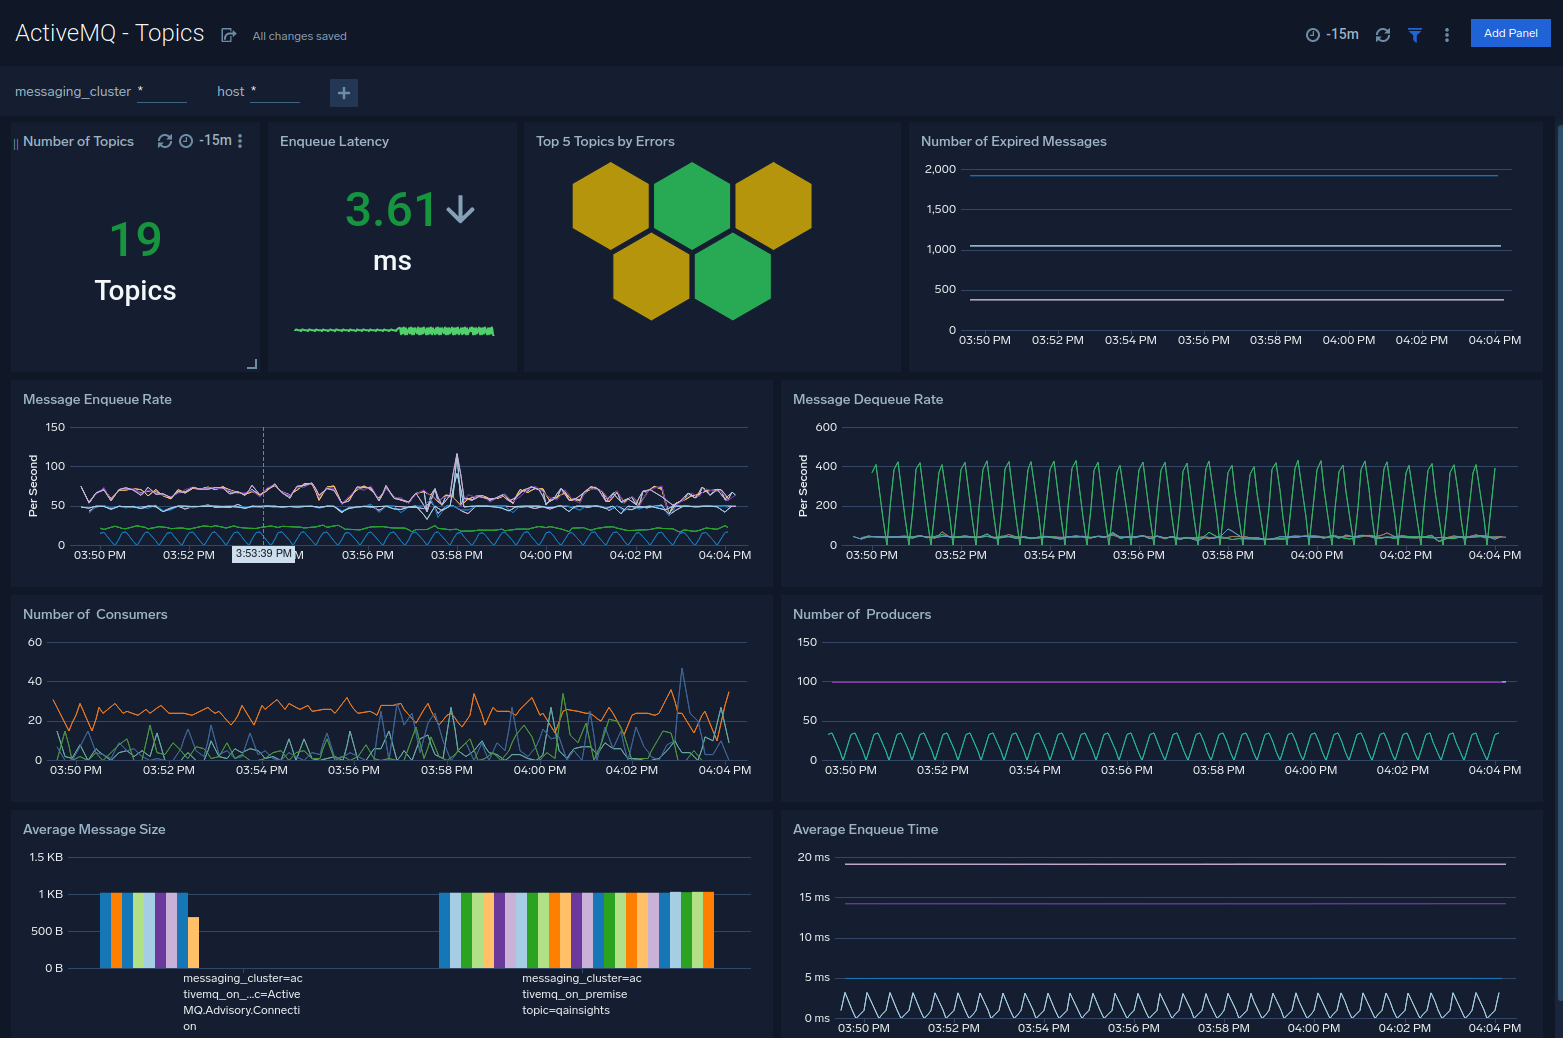 ActiveMQ - Topics
All changes saved
-15m
Add Panel
messaging_cluster *
host *
Number of Topics
-15m
19
Topics
Enqueue Latency
3.61
ms
Top 5 Topics by Errors
Number of Expired Messages
2,000
1,500
1,000
500
0
03:50 PM 03:52 PM 03:54 PM 03:56 PM 03:58 PM 04:00 PM 04:02 PM 04:04 PM
Message Enqueue Rate
Per Second
150
100
50
0
03:50 PM 03:52 PM 3:53:39 PM M 03:56 PM 03:58 PM 04:00 PM 04:02 PM 04:04 PM
Message Dequeue Rate
Per Second
600
400
200
0
03:50 PM 03:52 PM 03:54 PM 03:56 PM 03:58 PM 04:00 PM 04:02 PM 04:04 PM
Number of Consumers
60
40
20
0
03:50 PM 03:52 PM 03:54 PM 03:56 PM 03:58 PM 04:00 PM 04:02 PM 04:04 PM
Number of Producers
150
100
50
0
03:50 PM 03:52 PM 03:54 PM 03:56 PM 03:58 PM 04:00 PM 04:02 PM 04:04 PM
Average Message Size
1.5 KB
1 KB
500 B
0 B
messaging_cluster=ac
tivemq_on_...c=Active
MQ.Advisory.Connecti
on
messaging_cluster=ac
tivemq_on_premise
topic=qainsights
Average Enqueue Time
20 ms
15 ms
10 ms
5 ms
0 ms
03:50 PM 03:52 PM 03:54 PM 03:56 PM 03:58 PM 04:00 PM 04:02 PM 04:04 PM